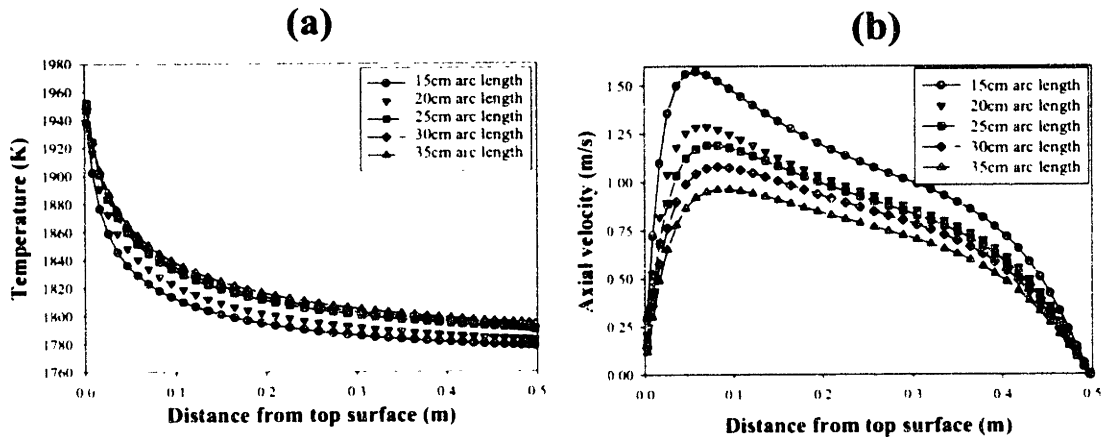 (a)
1980
1960
1940
1920
1900
1880
1860
1840
1820
1800
1780
1760
Temperature (K)
15cm arc length
20cm arc length
25cm arc length
30cm arc length
35cm arc length
0.0 0.1 0.2 0.3 0.4 0.5
Distance from top surface (m)
(b)
1.50
1.25
1.00
0.75
0.50
0.25
0.00
Axial velocity (m/s)
15cm arc length
20cm arc length
25cm arc length
30cm arc length
35cm arc length
0.0 0.1 0.2 0.3 0.4 0.5
Distance from top surface (m)